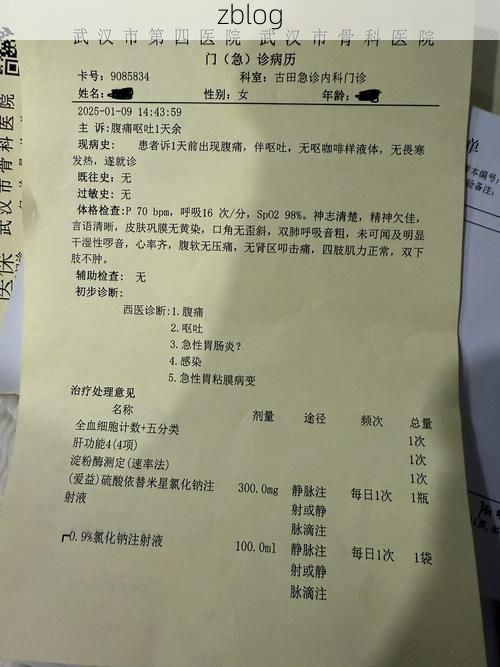 zblog
武汉市第四医院 武汉市骨科医院
门（急）诊病历
卡号：9085834 科室：古田急诊内科门诊
姓名： 性别：女 年龄：
2025-01-09 14:43:59
主 诉：腹痛呕吐1天余
现病史： 患者诉1天前出现腹痛，伴呕吐，无呕咖啡样液体，无畏寒
发热，遂就诊
既往史：无
过敏史：无
体格检查：P 70 bpm，呼吸16 次/分，SpO2 98%。神志清楚，精神欠佳，
言语清晰，皮肤巩膜无黄染，口角无歪斜，双肺呼吸音粗，未可闻及明显
干湿性啰音，心率齐，腹软无压痛，无肾区叩击痛，四肢肌力正常，双下
肢不肿。
辅助检查： 无
初步诊断：
西医诊断：1.腹痛
2.呕吐
3.急性胃肠炎？
4.感染
5.急性胃粘膜病变
治疗处理意见
名称 剂量 途径 频次 总量
全血细胞计数+五分类 1次
肝功能4(4项) 1次
淀粉酶测定(速率法) 1次
(爱益)硫酸依替米星氯化钠注 300.0mg 静脉注 每日1次 1瓶
射液 射或静
脉滴注
┏0.9%氯化钠注射液 100.0ml 静脉注 每日1次 1袋
射或静
脉滴注
武汉市骨科医院
医保
单
样本编号：